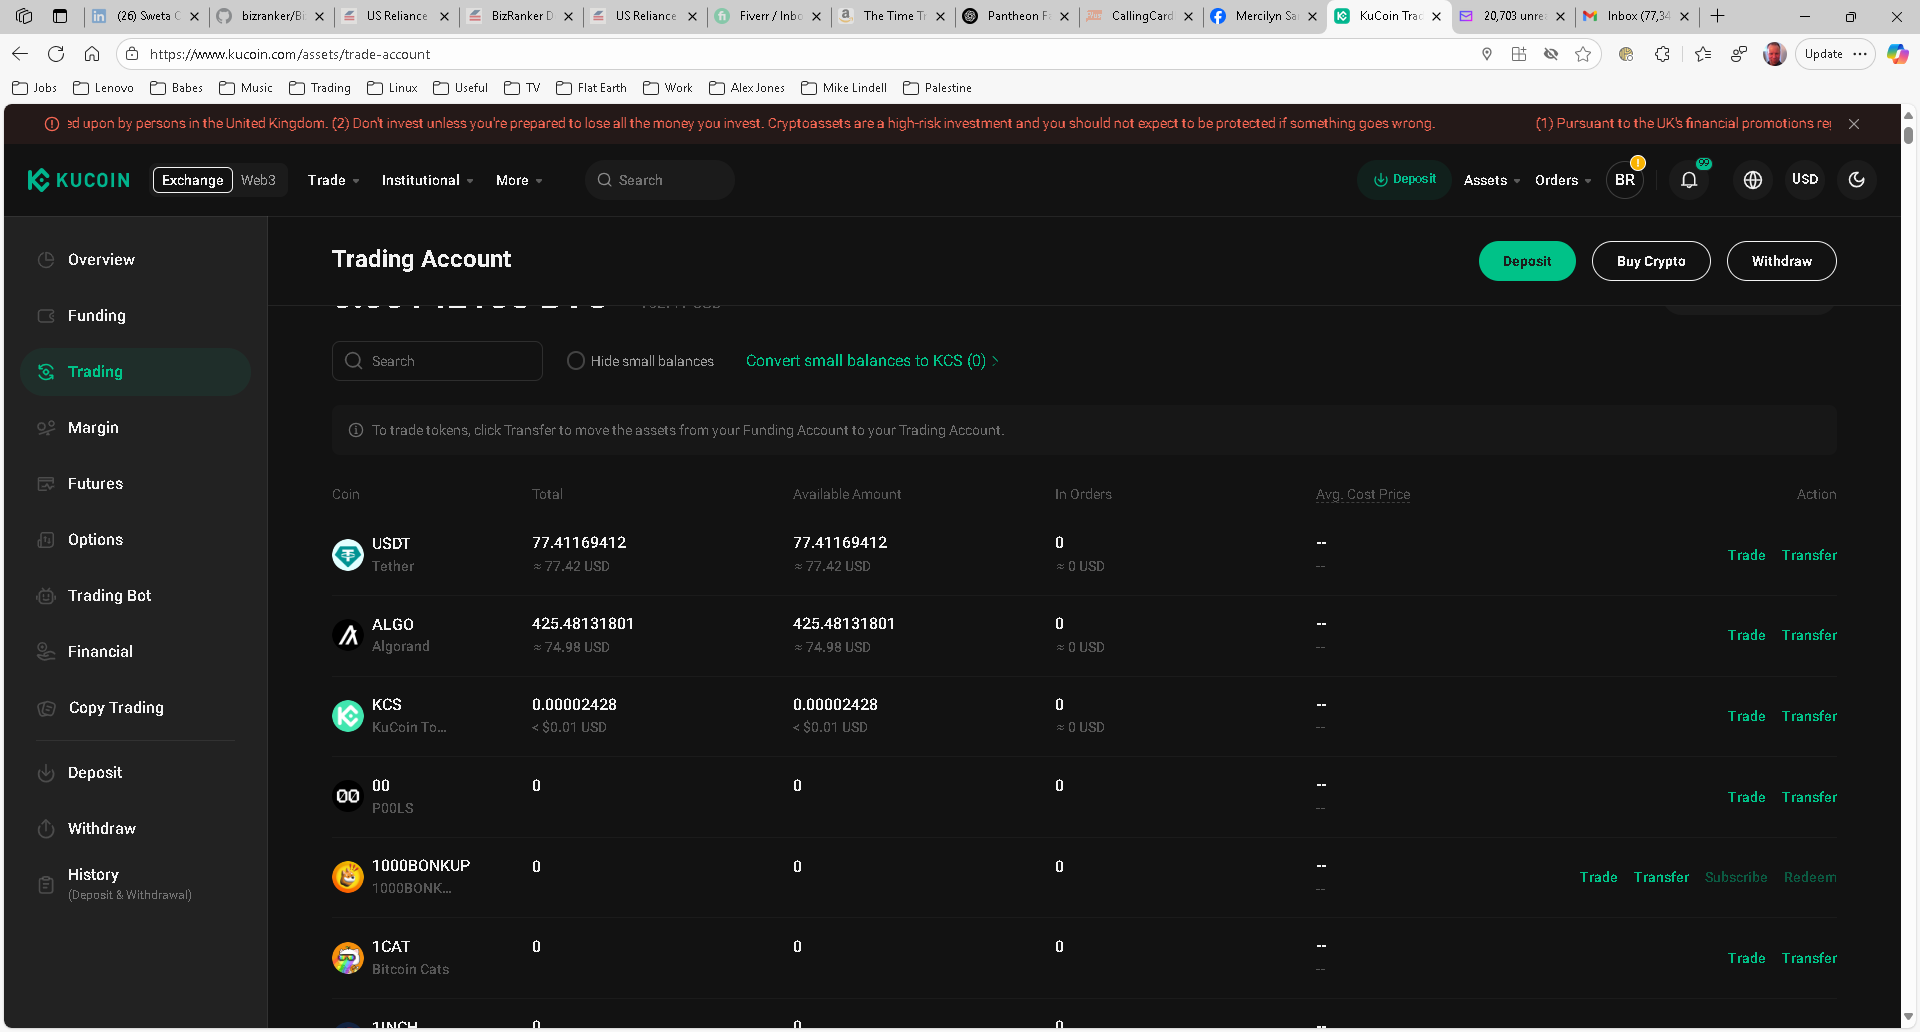 (26) Sweta C
bizranker/Bi
US Reliance
BizRanker D
US Reliance
Fiverr / Inbo
The Time Tr
Pantheon F
CallingCard
Mercilyn Sa
KuCoin Trad
20,703 unre
Inbox (77,34
https://www.kucoin.com/assets/trade-account
Update
Jobs
Lenovo
Babes
Music
Trading
Linux
Useful
TV
Flat Earth
Work
Alex Jones
Mike Lindell
Palestine
ed upon by persons in the United Kingdom. (2) Don't invest unless you're prepared to lose all the money you invest. Cryptoassets are a high-risk investment and you should not expect to be protected if something goes wrong.
(1) Pursuant to the UK's financial promotions re
KUCOIN
Exchange
Web3
Trade
Institutional
More
Search
Deposit
Assets
Orders
BR
99
USD
Overview
Funding
Trading
Margin
Futures
Options
Trading Bot
Financial
Copy Trading
Deposit
Withdraw
History
(Deposit & Withdrawal)
Trading Account
Deposit
Buy Crypto
Withdraw
Search
Hide small balances
Convert small balances to KCS (0)
To trade tokens, click Transfer to move the assets from your Funding Account to your Trading Account.
Coin Total Available Amount In Orders Avg. Cost Price Action
USDT 77.41169412 77.41169412 0 --
Tether ≈ 77.42 USD ≈ 77.42 USD ≈ 0 USD --
Trade Transfer
ALGO 425.48131801 425.48131801 0 --
Algorand ≈ 74.98 USD ≈ 74.98 USD ≈ 0 USD --
Trade Transfer
KCS 0.00002428 0.00002428 0 --
KuCoin To... < $0.01 USD < $0.01 USD ≈ 0 USD --
Trade Transfer
00 0 0 0 --
P00LS --
Trade Transfer
1000BONKUP 0 0 0 --
1000BONK... --
Trade Transfer Subscribe Redeem
1CAT 0 0 0 --
Bitcoin Cats --
Trade Transfer
1INCH 0 0 0 --